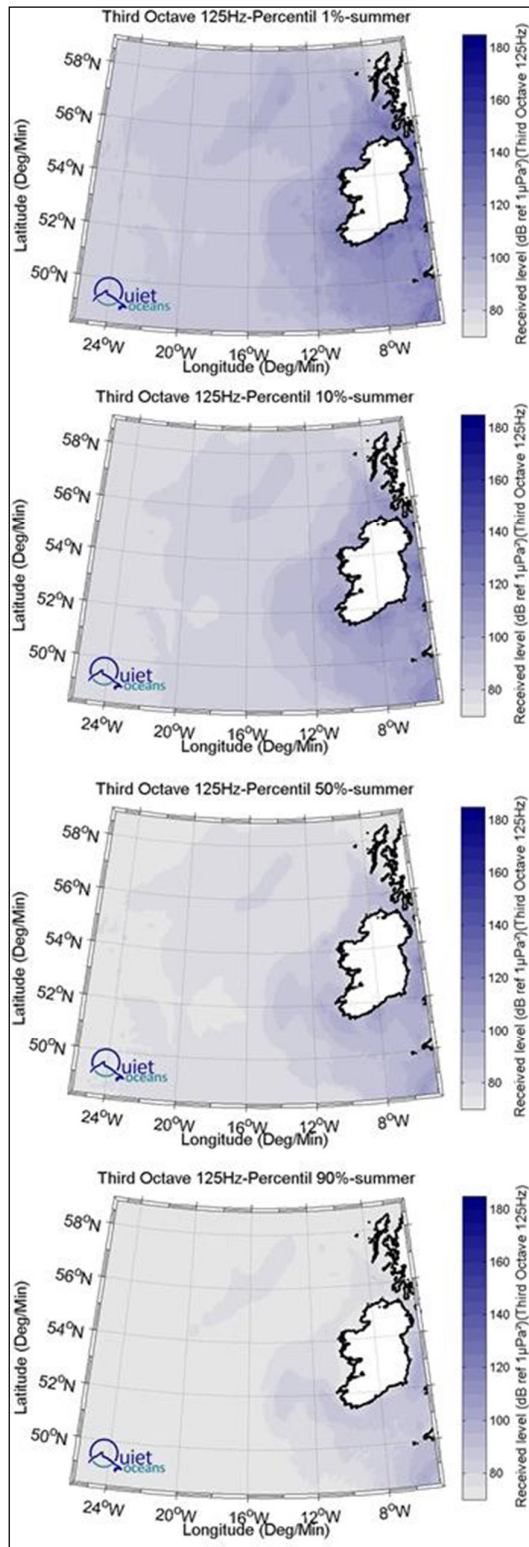 Third Octave 125Hz-Percentil 1%-summer
58°N
56°N
54°N
52°N
50°N
Latitude (Deg/Min)
24°W 20°W 16°W 12°W 8°W
Longitude (Deg/Min)
Quiet
oceans
180
160
140
120
100
80
Received level (dB ref 1µPa²)(Third Octave 125Hz)
Third Octave 125Hz-Percentil 10%-summer
58°N
56°N
54°N
52°N
50°N
Latitude (Deg/Min)
24°W 20°W 16°W 12°W 8°W
Longitude (Deg/Min)
Quiet
oceans
180
160
140
120
100
80
Received level (dB ref 1µPa²)(Third Octave 125Hz)
Third Octave 125Hz-Percentil 50%-summer
58°N
56°N
54°N
52°N
50°N
Latitude (Deg/Min)
24°W 20°W 16°W 12°W 8°W
Longitude (Deg/Min)
Quiet
oceans
180
160
140
120
100
80
Received level (dB ref 1µPa²)(Third Octave 125Hz)
Third Octave 125Hz-Percentil 90%-summer
58°N
56°N
54°N
52°N
50°N
Latitude (Deg/Min)
24°W 20°W 16°W 12°W 8°W
Longitude (Deg/Min)
Quiet
oceans
180
160
140
120
100
80
Received level (dB ref 1µPa²)(Third Octave 125Hz)